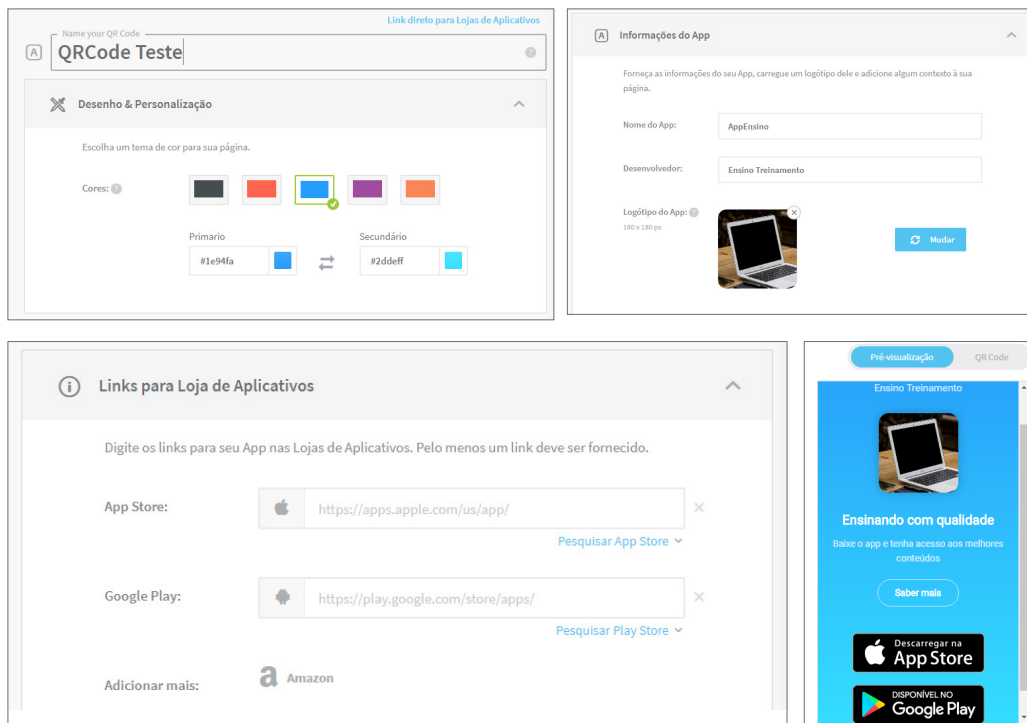 Link direto para Lojas de Aplicativos
Name your QR Code
A
QRCode Teste
?
Desenho & Personalização
Escolha um tema de cor para sua página.
Cores: ?
Primario
Secundário
#1e94fa
#2ddeff
A Informações do App
Forneça as informações do seu App, carregue um logótipo dele e adicione algum contexto à sua
página.
Nome do App:
AppEnsino
Desenvolvedor:
Ensino Treinamento
Logótipo do App: ?
180 x 180 px
Mudar
Links para Loja de Aplicativos
Digite os links para seu App nas Lojas de Aplicativos. Pelo menos um link deve ser fornecido.
App Store:
https://apps.apple.com/us/app/
Pesquisar App Store
Google Play:
https://play.google.com/store/apps/
Pesquisar Play Store
Adicionar mais:
a Amazon
Pré-visualização
QR Code
Ensino Treinamento
Ensinando com qualidade
Baixe o app e tenha acesso aos melhores
conteúdos
Saber mais
Descarregar na
App Store
DISPONÍVEL NO
Google Play